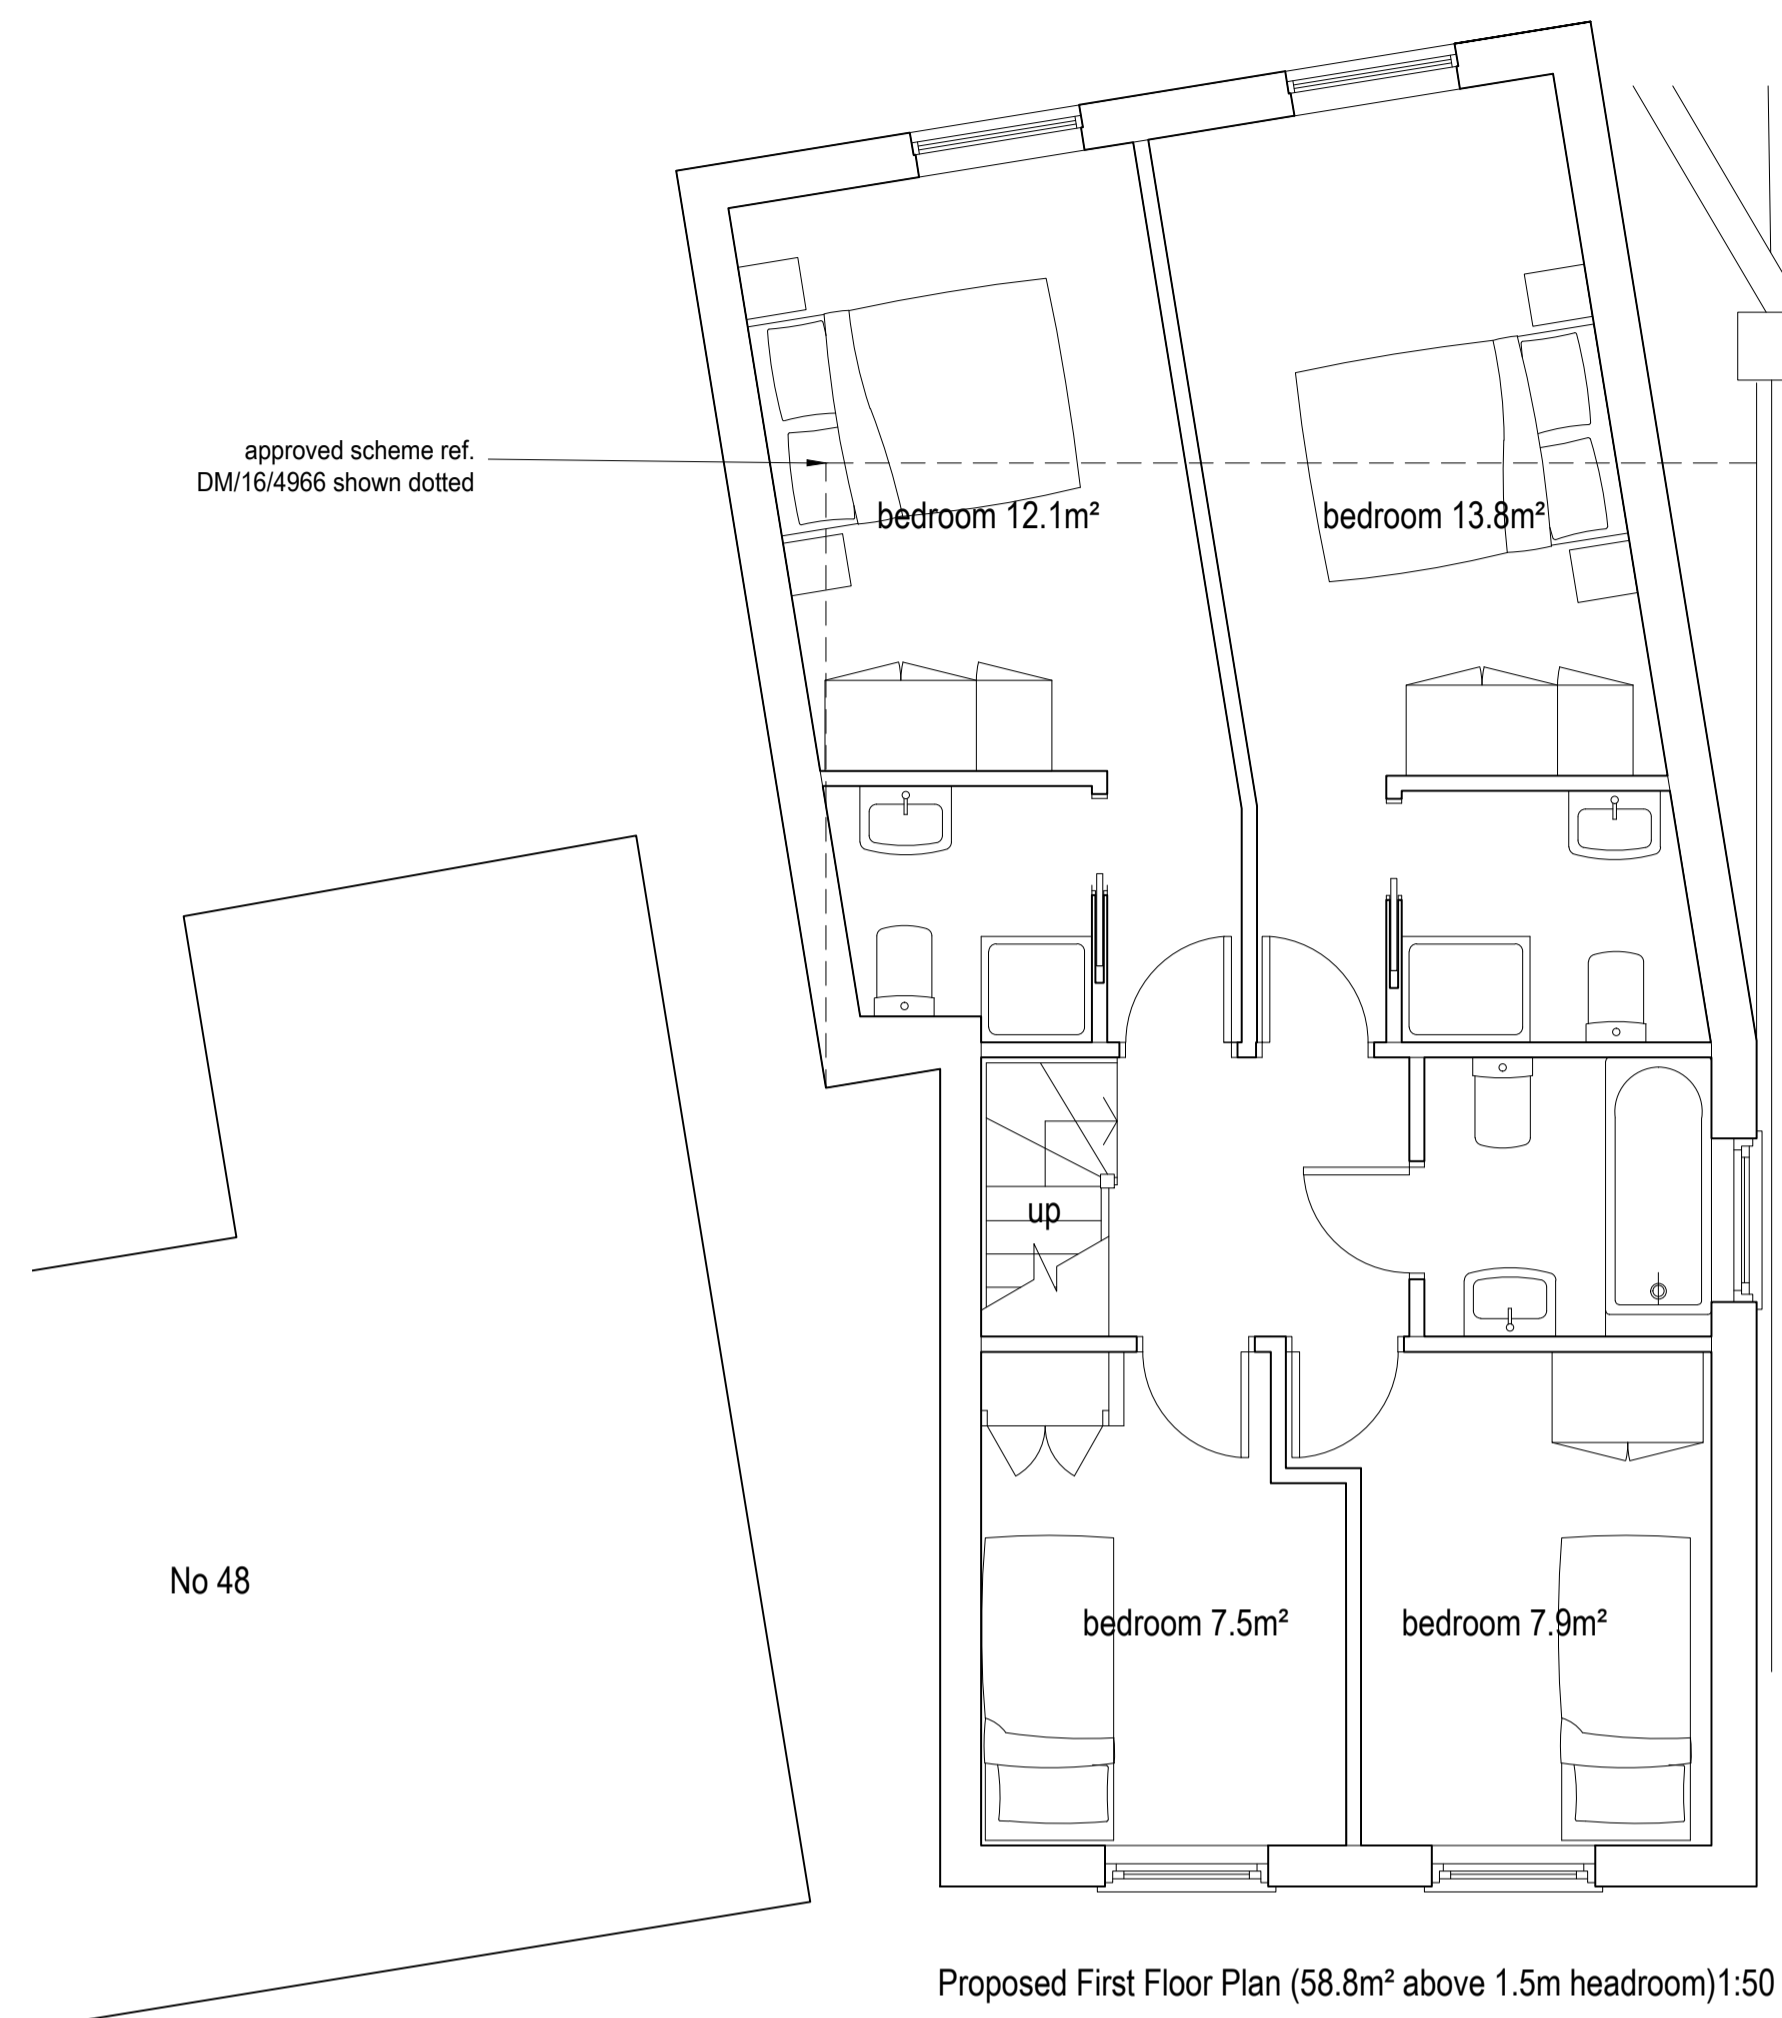 approved scheme ref.
DM/16/4966 shown dotted
bedroom 12.1m²
bedroom 13.8m²
up
No 48
bedroom 7.5m²
bedroom 7.9m²
Proposed First Floor Plan (58.8m² above 1.5m headroom)1:50